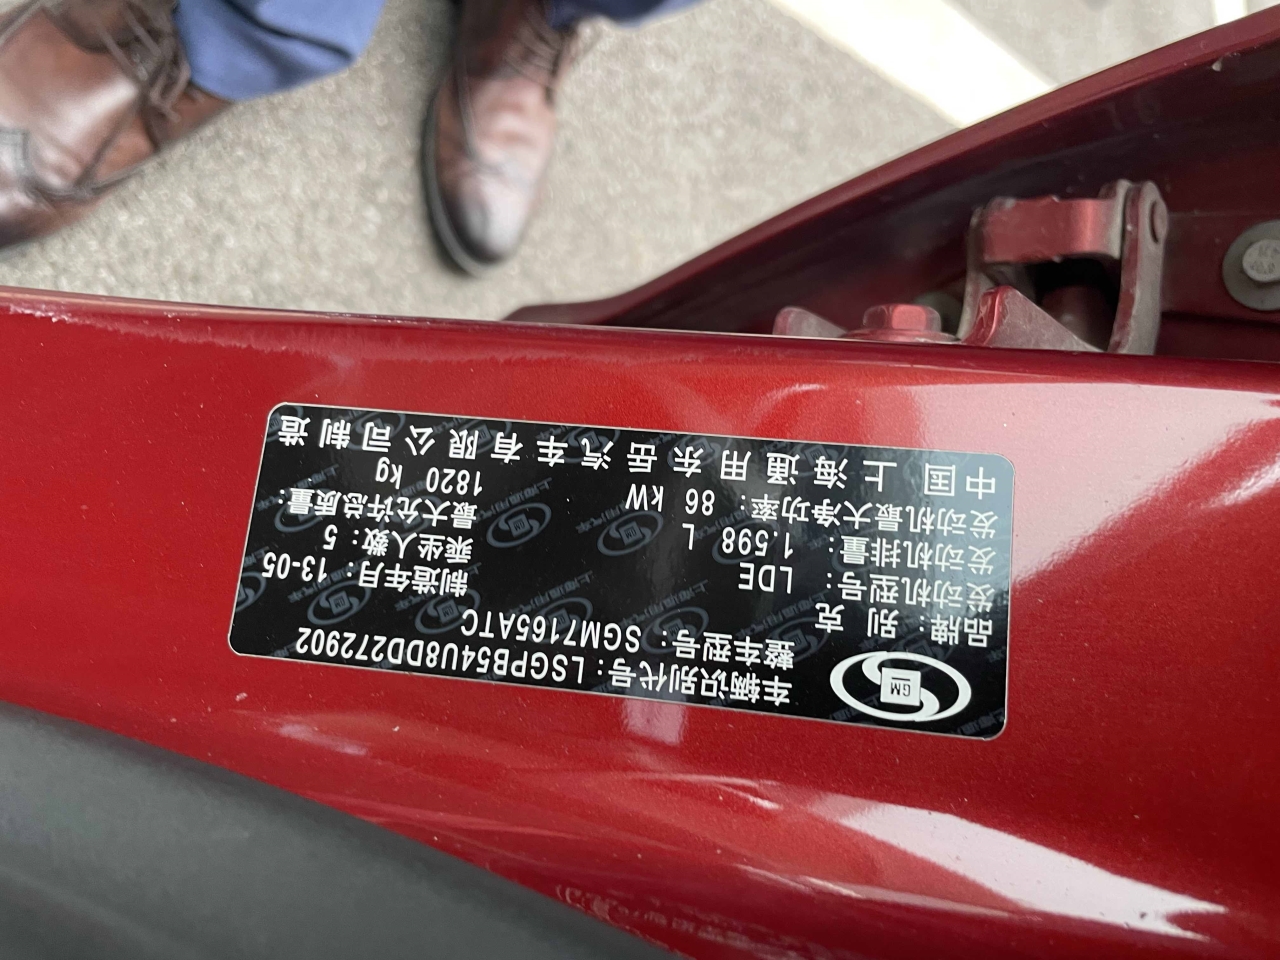 车辆识别代号：LSGPB54U8DD272902
整车型号：SGM7165ATC
品牌：别 克
发动机型号：LDE 制造年月：13-05
发动机排量：1.598 L 乘坐人数：5
发动机最大净功率：86 kW 最大允许总质量：
1820 kg
中国 上海通用东岳汽车有限公司制造
GM